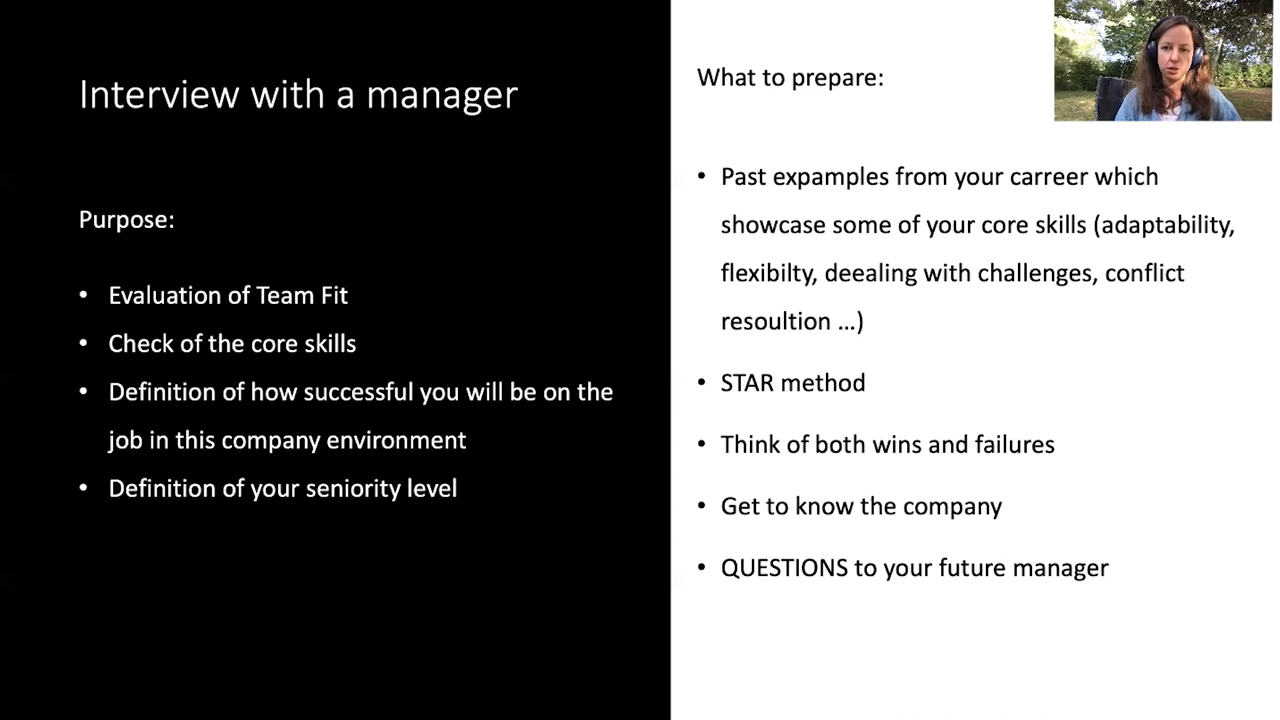 Interview with a manager
Purpose:
• Evaluation of Team Fit
• Check of the core skills
• Definition of how successful you will be on the
job in this company environment
• Definition of your seniority level
What to prepare:
• Past expamples from your carreer which
showcase some of your core skills (adaptability,
flexibilty, deealing with challenges, conflict
resoultion ...)
• STAR method
• Think of both wins and failures
• Get to know the company
• QUESTIONS to your future manager